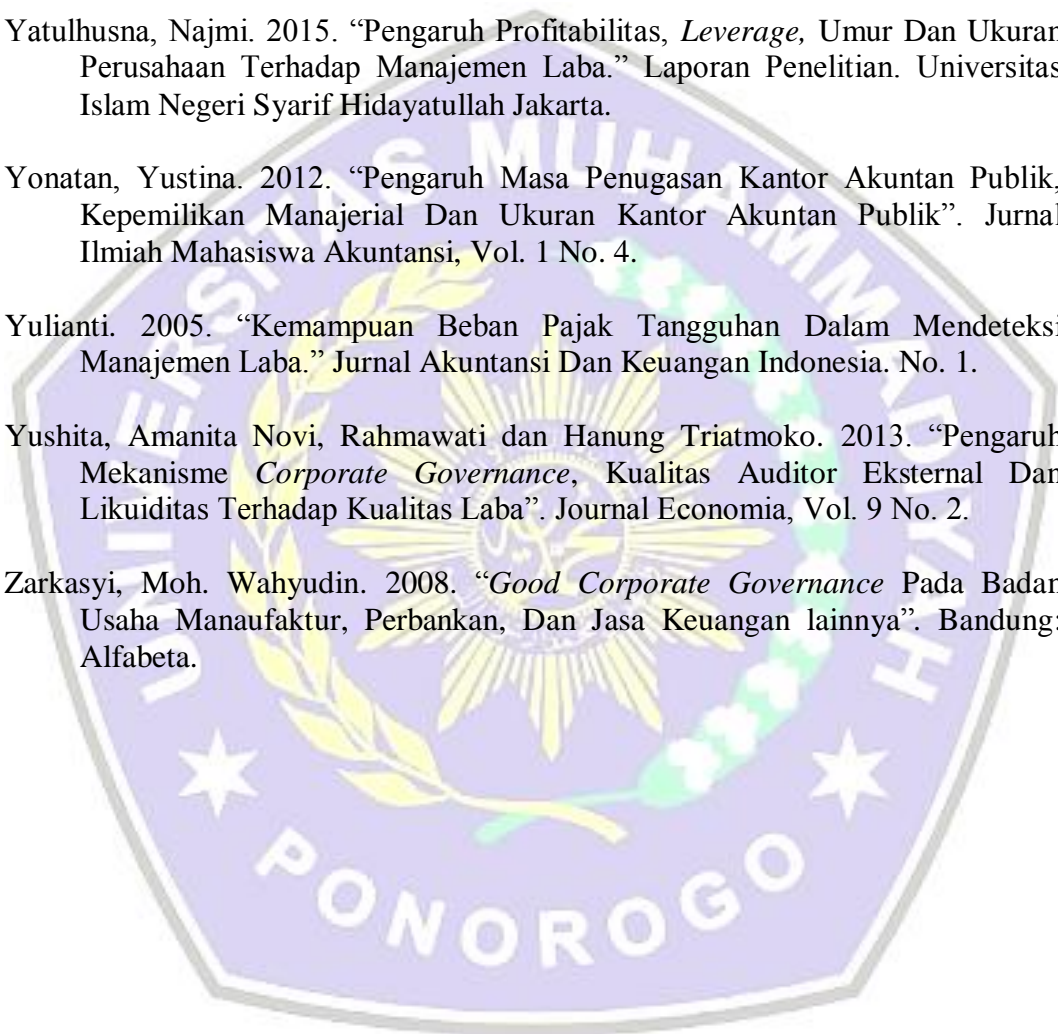 Yatulhusna, Najmi. 2015. “Pengaruh Profitabilitas, Leverage, Umur Dan Ukuran
Perusahaan Terhadap Manajemen Laba.” Laporan Penelitian. Universitas
Islam Negeri Syarif Hidayatullah Jakarta.
Yonatan, Yustina. 2012. “Pengaruh Masa Penugasan Kantor Akuntan Publik,
Kepemilikan Manajerial Dan Ukuran Kantor Akuntan Publik”. Jurnal
Ilmiah Mahasiswa Akuntansi, Vol. 1 No. 4.
Yulianti. 2005. “Kemampuan Beban Pajak Tangguhan Dalam Mendeteksi
Manajemen Laba.” Jurnal Akuntansi Dan Keuangan Indonesia. No. 1.
Yushita, Amanita Novi, Rahmawati dan Hanung Triatmoko. 2013. “Pengaruh
Mekanisme Corporate Governance, Kualitas Auditor Eksternal Dan
Likuiditas Terhadap Kualitas Laba”. Journal Economia, Vol. 9 No. 2.
Zarkasyi, Moh. Wahyudin. 2008. “Good Corporate Governance Pada Badan
Usaha Manaufaktur, Perbankan, Dan Jasa Keuangan lainnya”. Bandung:
Alfabeta.
UNIVERSITAS MUHAMMADIYAH
PONOROGO